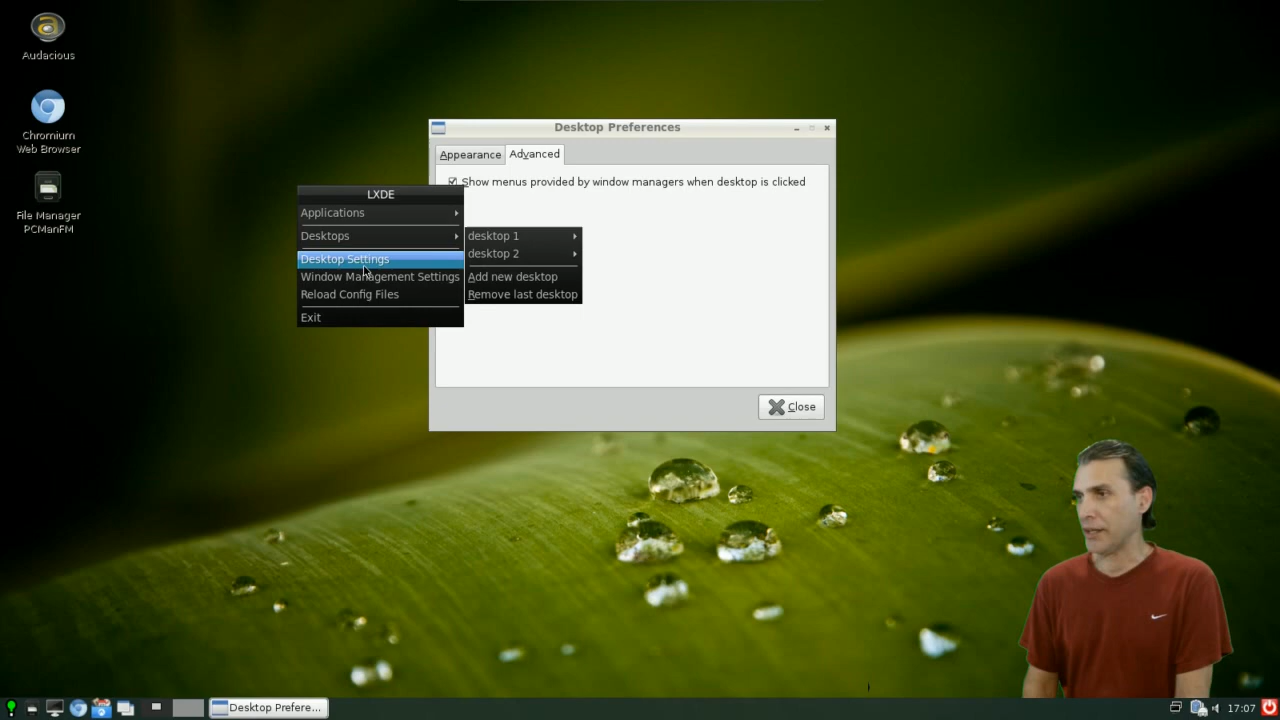 Audacious
Chromium
Web Browser
File Manager
PCManFM
Desktop Preferences
Appearance
Advanced
Show menus provided by window managers when desktop is clicked
LXDE
Applications
Desktops
Desktop Settings
Window Management Settings
Reload Config Files
Exit
desktop 1
desktop 2
Add new desktop
Remove last desktop
Close
Desktop Prefere...
17:07